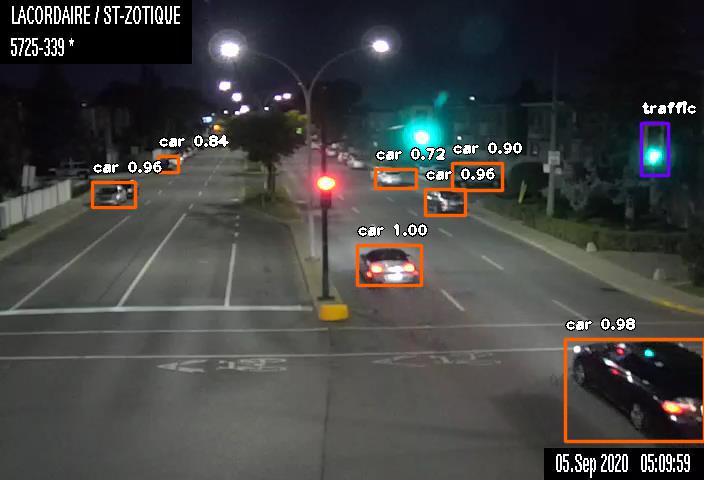 LACORDAIRE / ST-ZOTIQUE
5725-339 *
traffic
car 0.84
car 0.72
car 0.90
car 0.96
car 0.96
car 1.00
car 0.98
05.Sep 2020 05:09:59